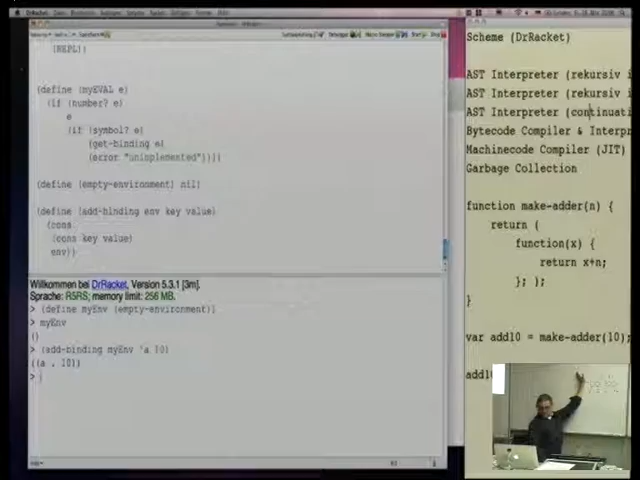 (REPL))
(define (myEVAL e)
(if (number? e)
e
(if (symbol? e)
(get-binding e)
(error "unimplemented"))))
(define (empty-environment) nil)
(define (add-binding env key value)
(cons
(cons key value)
env))
Willkommen bei DrRacket, Version 5.3.1 [3m].
Sprache: R5RS; memory limit: 256 MB.
> (define myEnv (empty-environment))
> myEnv
()
> (add-binding myEnv 'a 10)
((a . 10))
>
Scheme (DrRacket)
AST Interpreter (rekursiv i
AST Interpreter (rekursiv i
AST Interpreter (continuati
Bytecode Compiler & Interpr
Machinecode Compiler (JIT)
Garbage Collection
function make-adder(n) {
return (
function(x) {
return x+n;
}; );
}
var add10 = make-adder(10);
add10